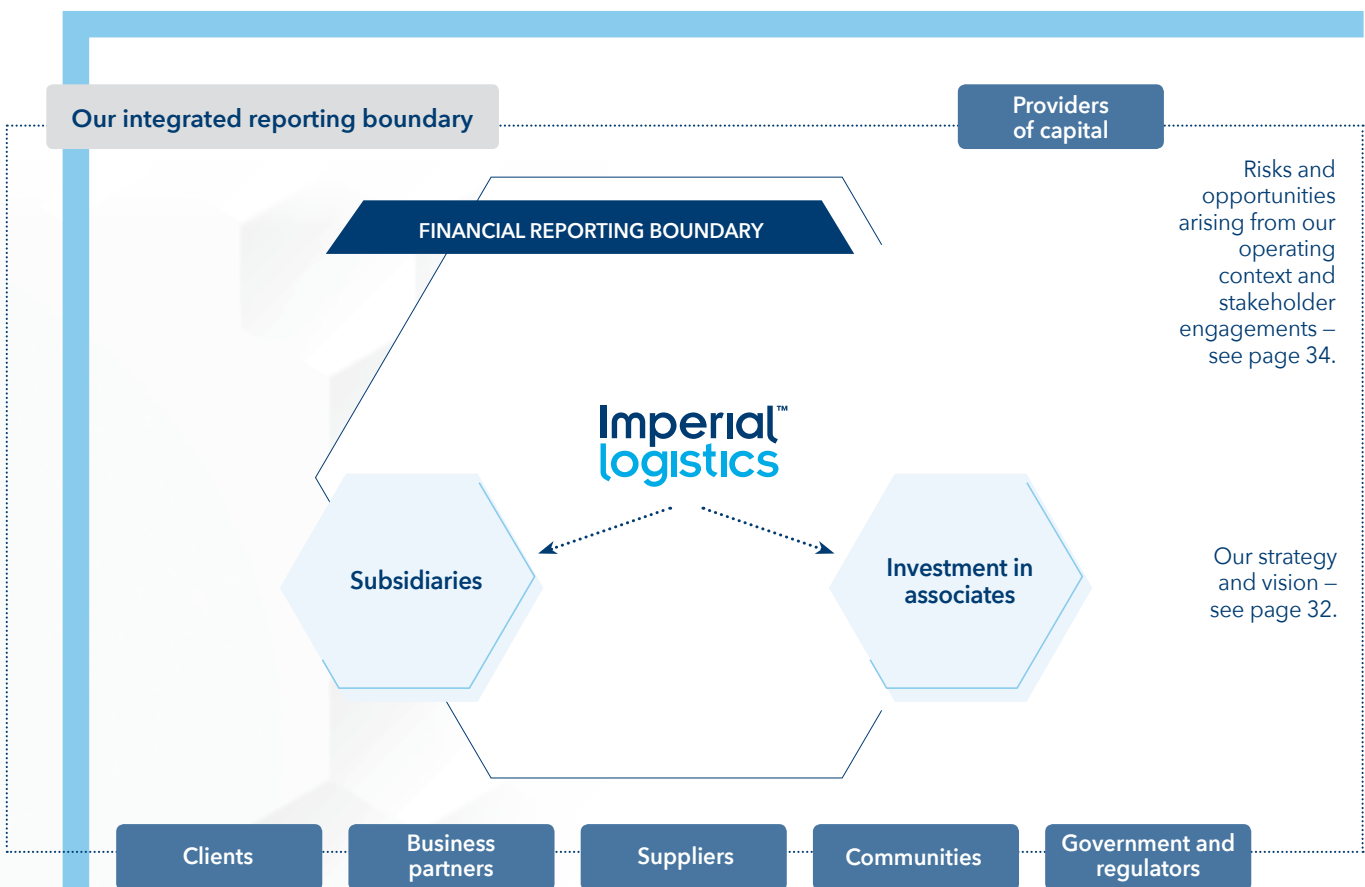 Our integrated reporting boundary
Providers
of capital
Risks and
opportunities
arising from our
operating
context and
stakeholder
engagements –
see page 34.
FINANCIAL REPORTING BOUNDARY
Imperial™
logistics
Subsidiaries
Investment in
associates
Our strategy
and vision –
see page 32.
Clients
Business
partners
Suppliers
Communities
Government and
regulators